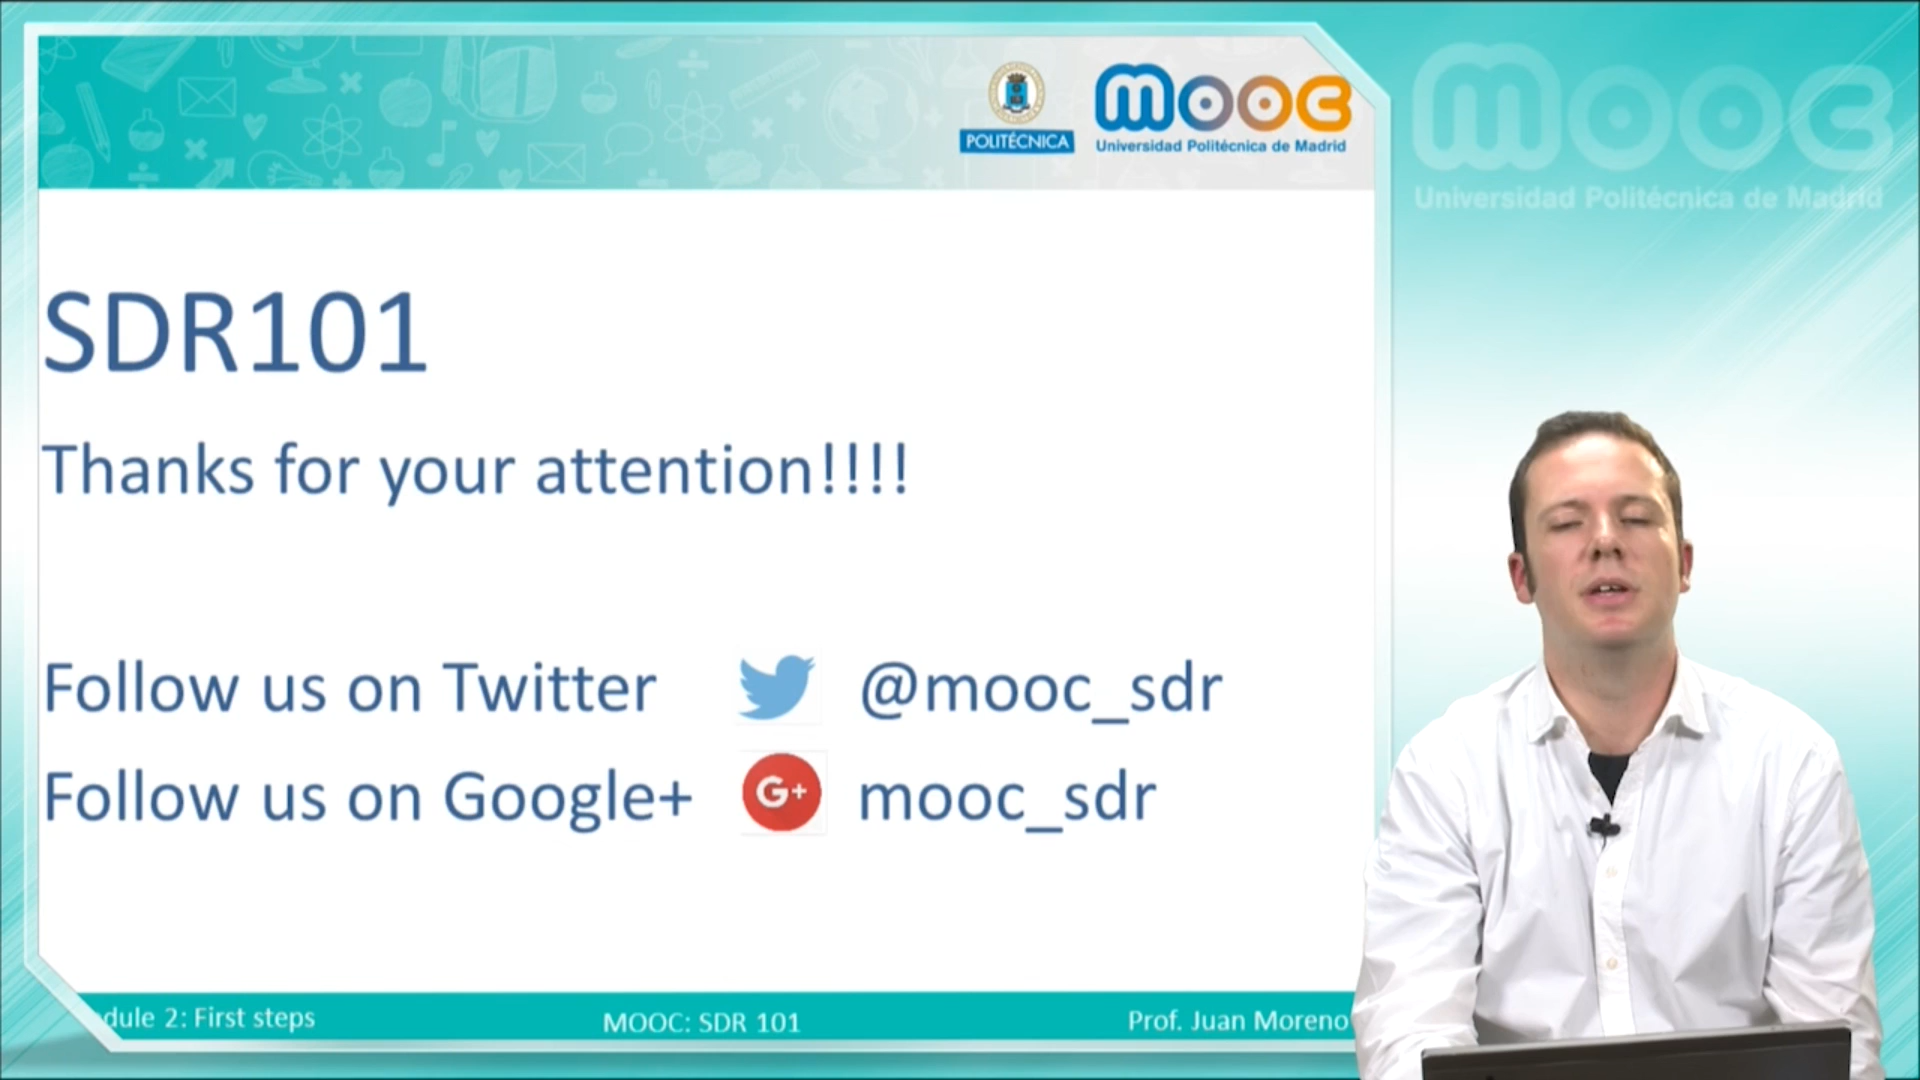 POLITÉCNICA
mooc
Universidad Politécnica de Madrid
mooc
Universidad Politécnica de Madrid
SDR101
Thanks for your attention!!!!
Follow us on Twitter @mooc_sdr
Follow us on Google+ G+ mooc_sdr
dule 2: First steps
MOOC: SDR 101
Prof. Juan Moreno